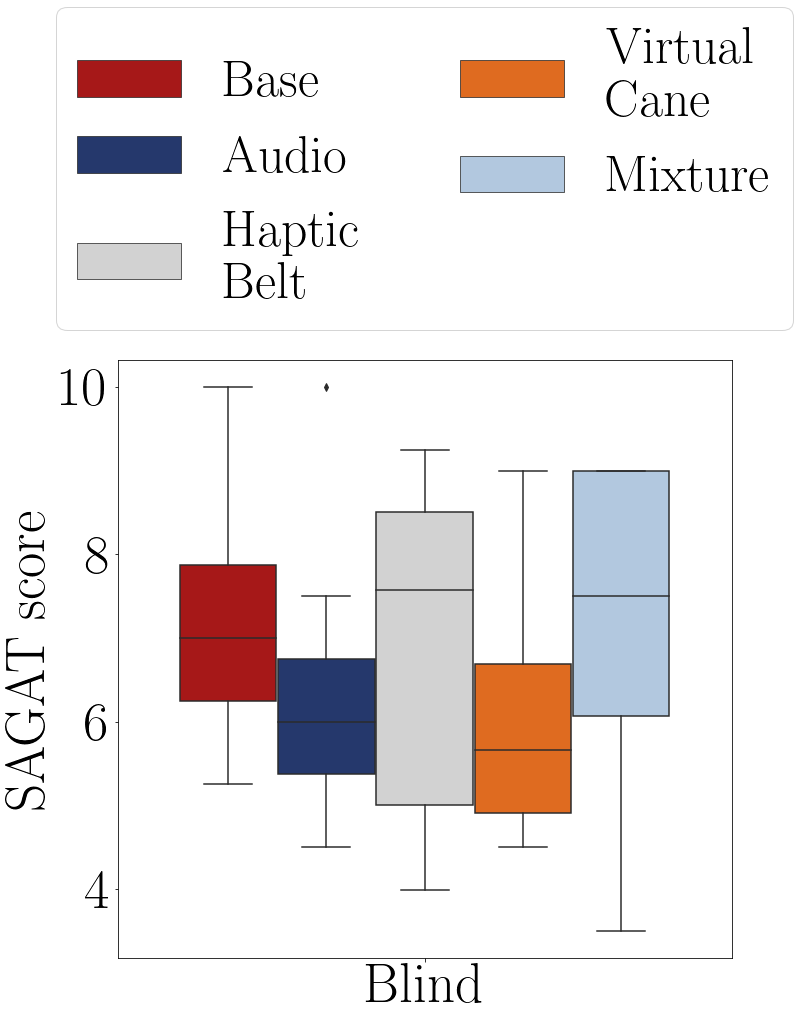 Base
Audio
Haptic
Belt
Virtual
Cane
Mixture
10
8
6
4
SAGAT score
Blind